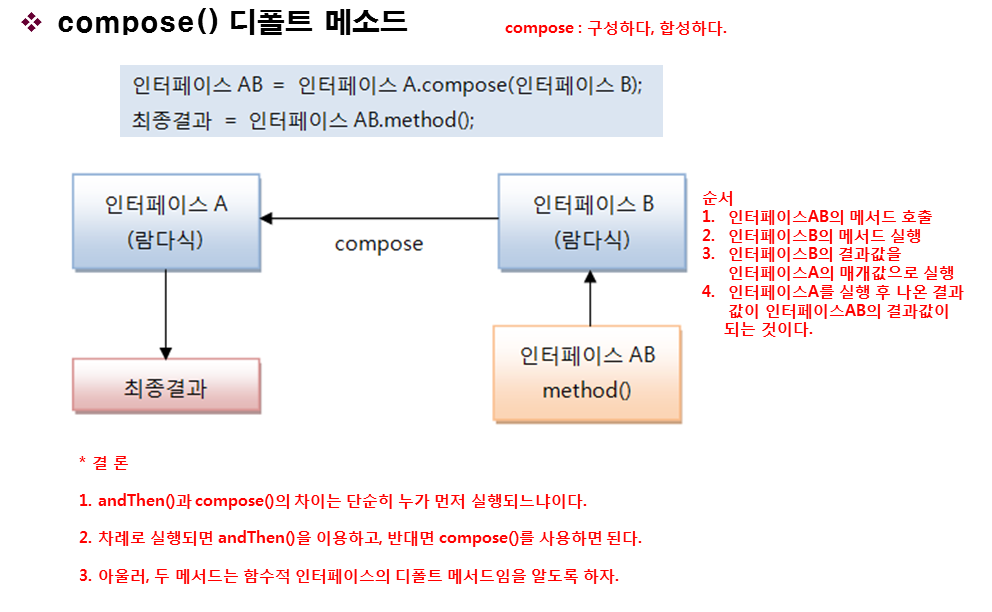 ❖ compose() 디폴트 메소드
compose : 구성하다, 합성하다.
인터페이스 AB = 인터페이스 A.compose(인터페이스 B);
최종결과 = 인터페이스 AB.method();
인터페이스 A
(람다식)
compose
인터페이스 B
(람다식)
순서
1. 인터페이스AB의 메서드 호출
2. 인터페이스B의 메서드 실행
3. 인터페이스B의 결과값을
인터페이스A의 매개값으로 실행
4. 인터페이스A를 실행 후 나온 결과
값이 인터페이스AB의 결과값이
되는 것이다.
최종결과
인터페이스 AB
method()
* 결 론
1. andThen()과 compose()의 차이는 단순히 누가 먼저 실행되느냐이다.
2. 차례로 실행되면 andThen()을 이용하고, 반대면 compose()를 사용하면 된다.
3. 아울러, 두 메서드는 함수적 인터페이스의 디폴트 메서드임을 알도록 하자.